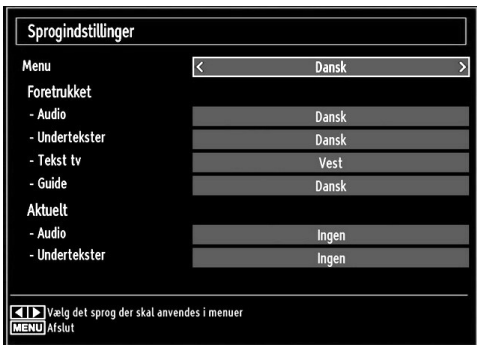 Sprogindstillinger
Menu < Dansk >
Foretrukket
- Audio Dansk
- Undertekster Dansk
- Tekst tv Vest
- Guide Dansk
Aktuelt
- Audio Ingen
- Undertekster Ingen
Vælg det sprog der skal anvendes i menuer
MENU Afslut